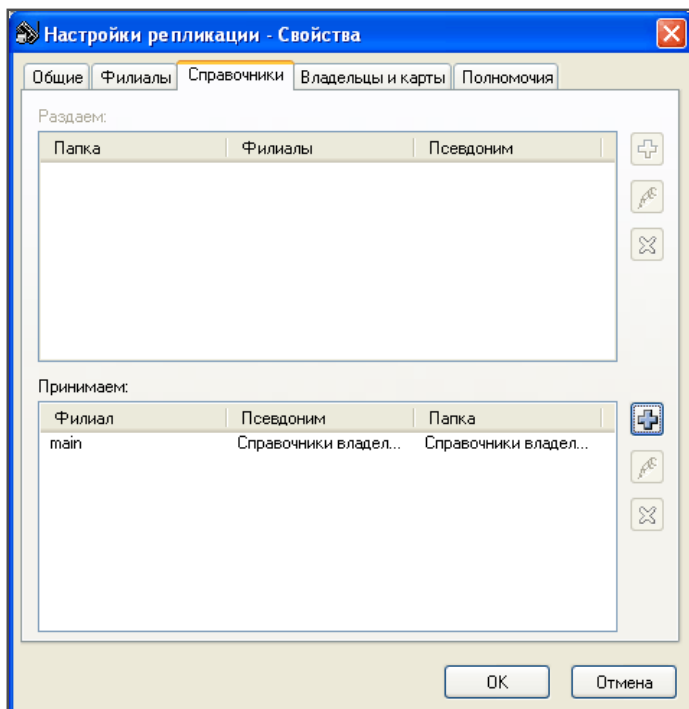 Настройки репликации - Свойства
Общие Филиалы Справочники Владельцы и карты Полномочия
Раздаем:
Папка Филиалы Псевдоним
Принимаем:
Филиал Псевдоним Папка
main Справочники владел... Справочники владел...
OK Отмена